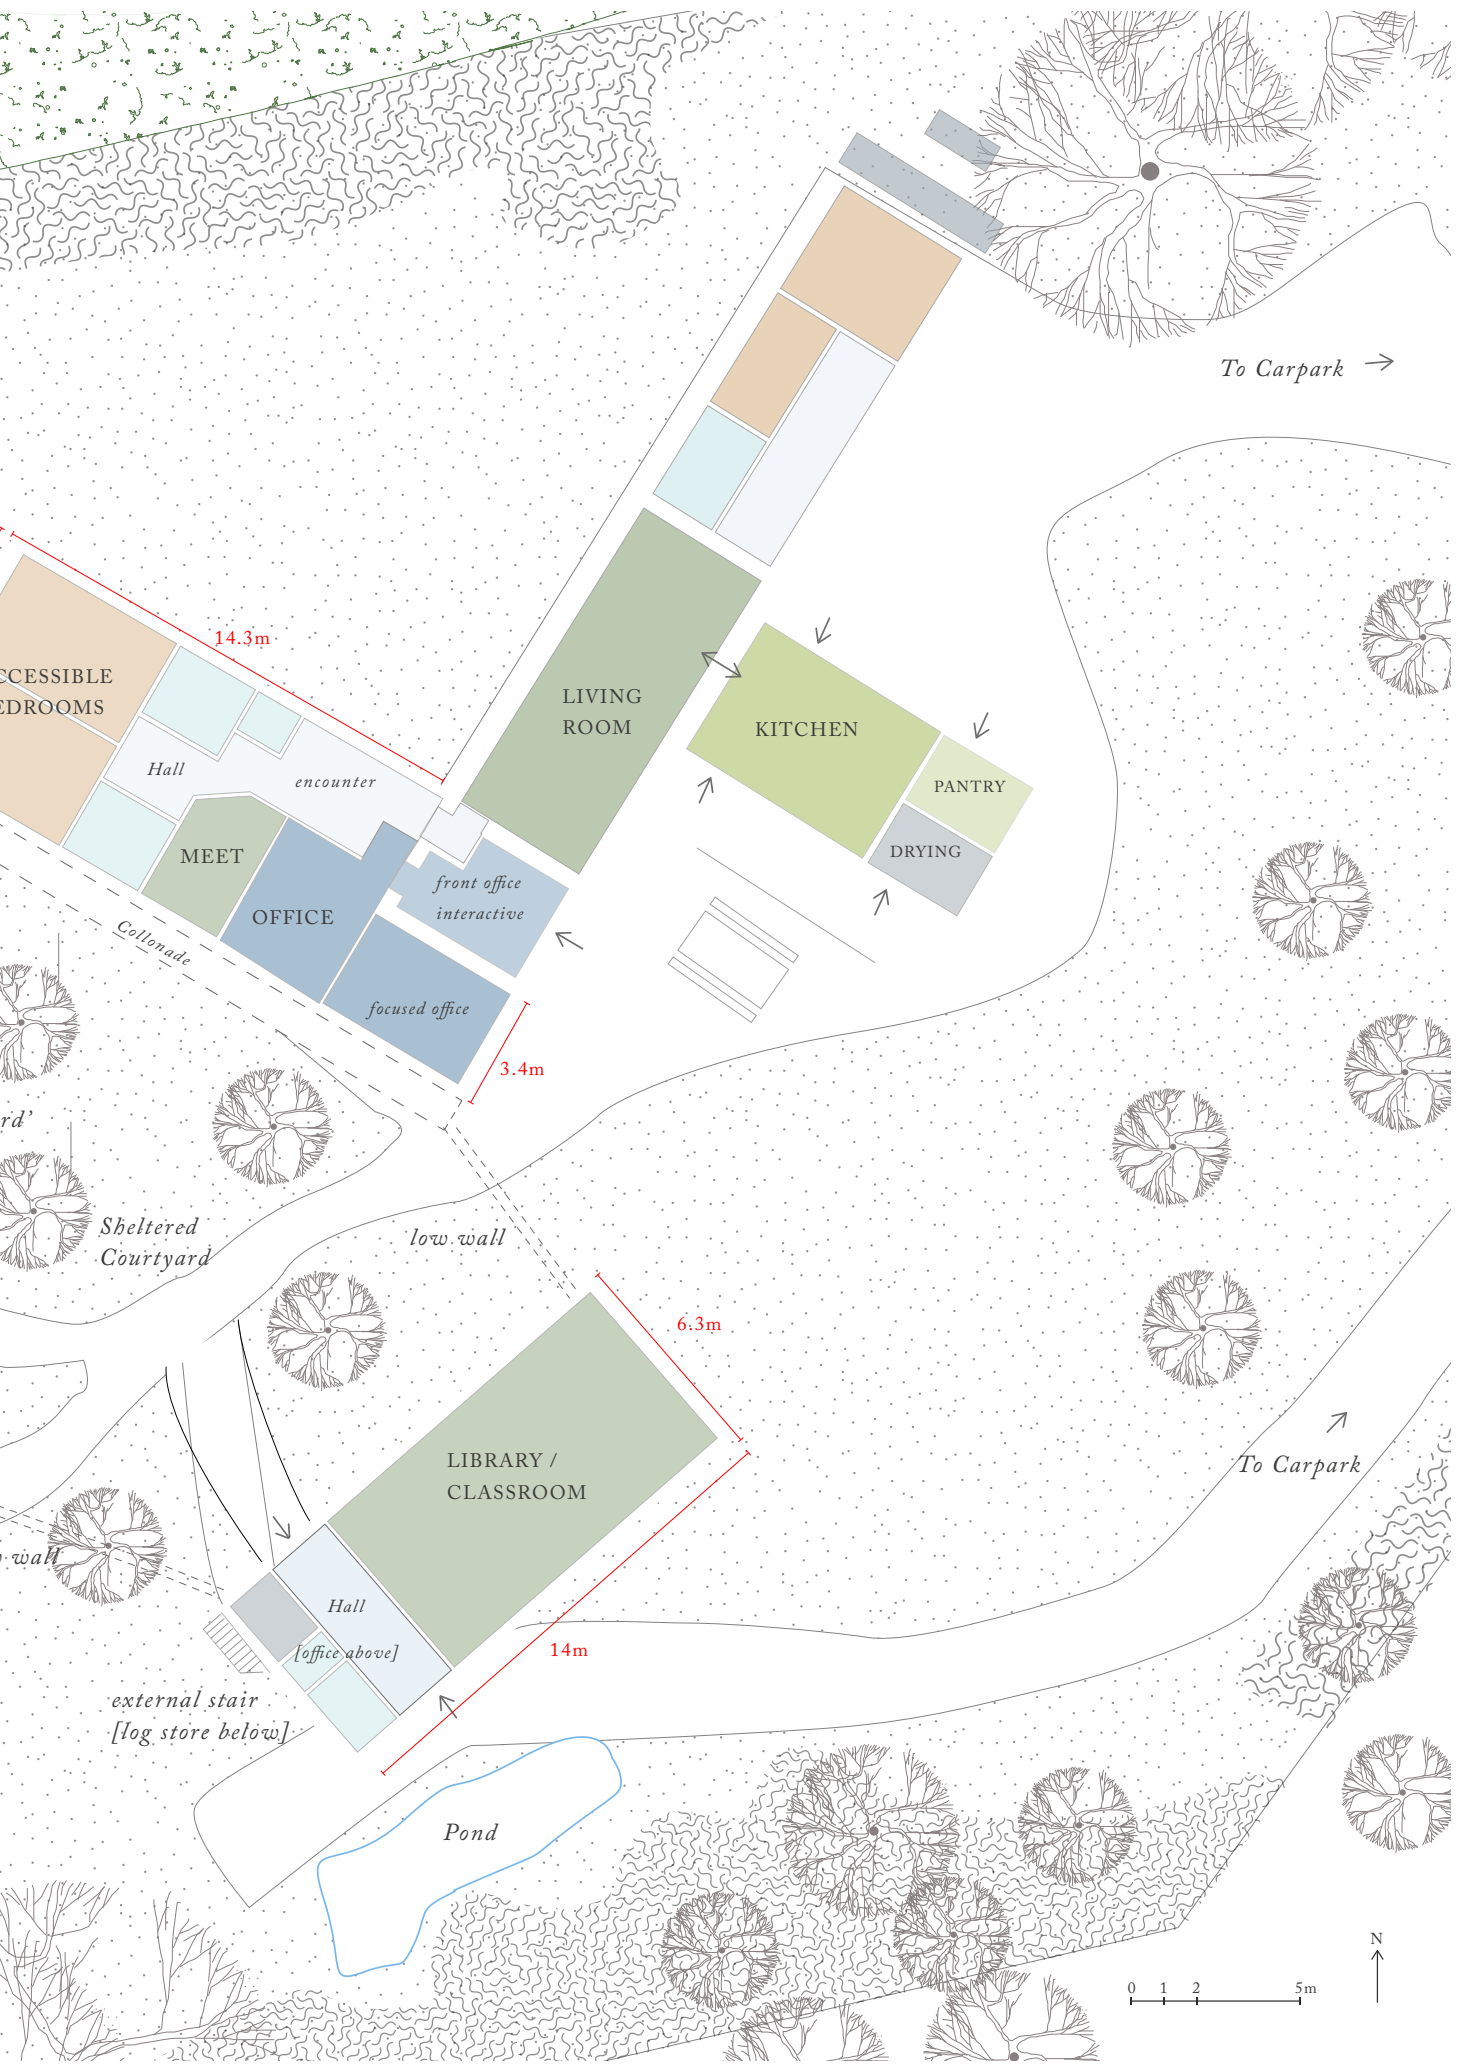 To Carpark
14.3m
CCESSIBLE
EDROOMS
LIVING
ROOM
KITCHEN
Hall
encounter
PANTRY
MEET
DRYING
front office
interactive
OFFICE
Collonade
focused office
3.4m
rd’
Sheltered
Courtyard
low wall
6.3m
LIBRARY /
CLASSROOM
To Carpark
wall
Hall
[office above]
14m
external stair
[log store below]
Pond
N
0 1 2 5m